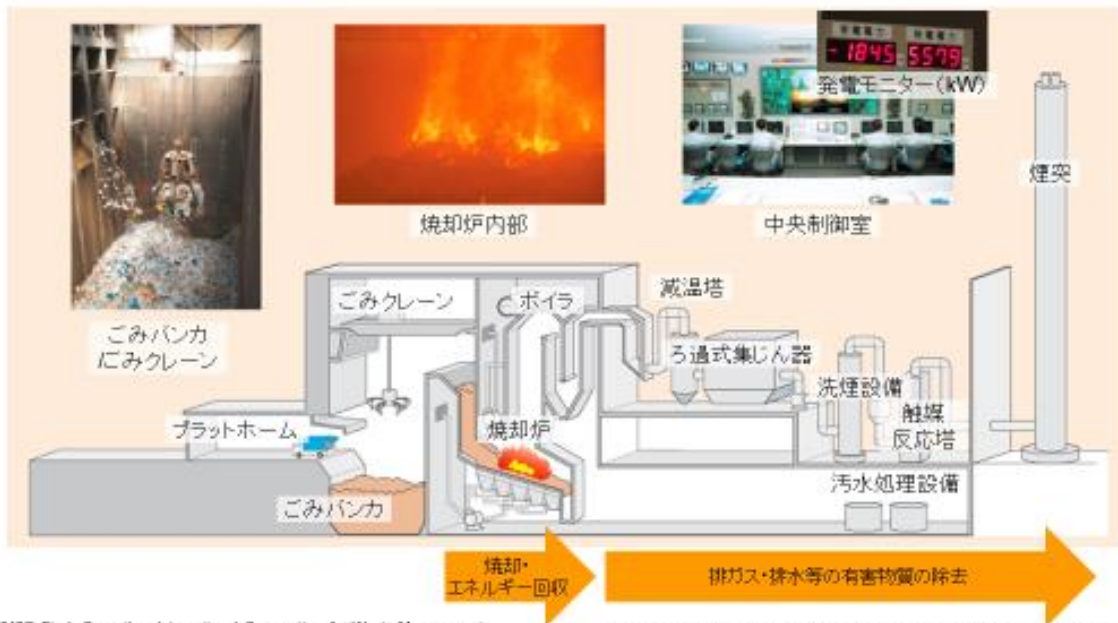 -1845
5579
発電モニター(kW)
煙突
焼却炉内部
中央制御室
ごみバンカ
にみクレーン
ごみクレーン
ボイラ
減温塔
ろ過式集じん器
洗煙設備
プラットホーム
焼却炉
触媒
反応塔
ごみバンカ
汚水処理設備
焼却・
エネルギー回収
排ガス・排水等の有害物質の除去